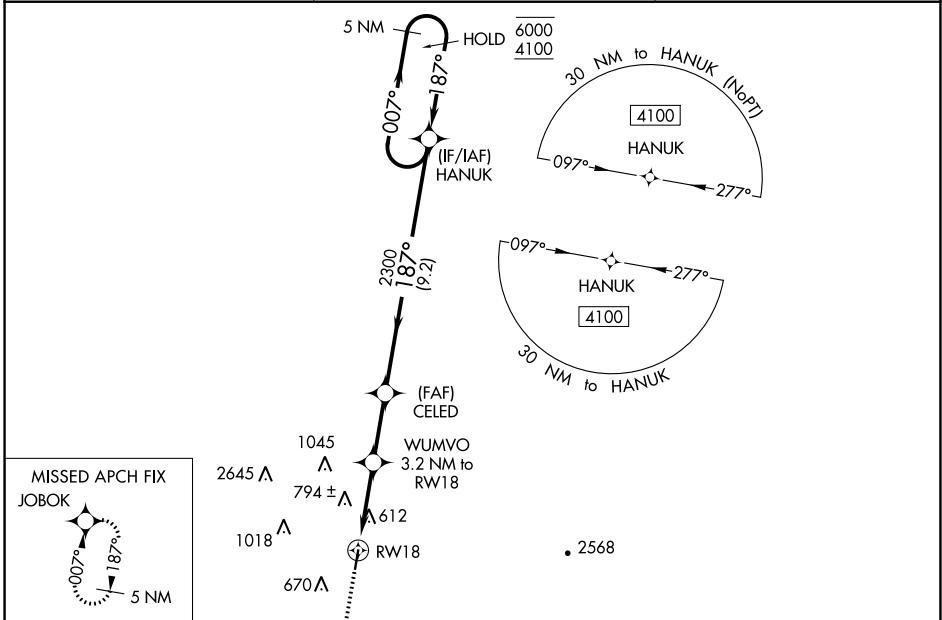 5 NM
HOLD
6000
4100
007°
187°
(IF/IAF)
HANUK
30 NM to HANUK (NoPT)
4100
HANUK
097°
277°
097°
277°
HANUK
4100
30 NM to HANUK
2300
187°
(9.2)
(FAF)
CELED
WUMVO
3.2 NM to
RW18
1045
2645
794 ±
612
1018
RW18
2568
670
MISSED APCH FIX
JOBOK
007°
187°
5 NM